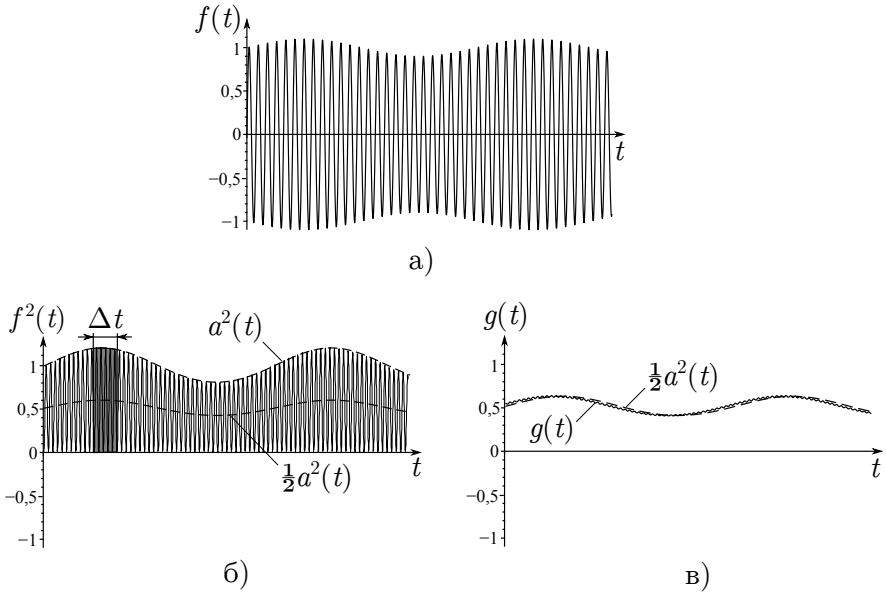 f(t)
1
0,5
0
−0,5
−1
t
а)
f²(t)
Δt
a²(t)
1
0,5
0
−0,5
−1
½a²(t)
t
б)
g(t)
1
0,5
0
−0,5
−1
½a²(t)
g(t)
t
в)